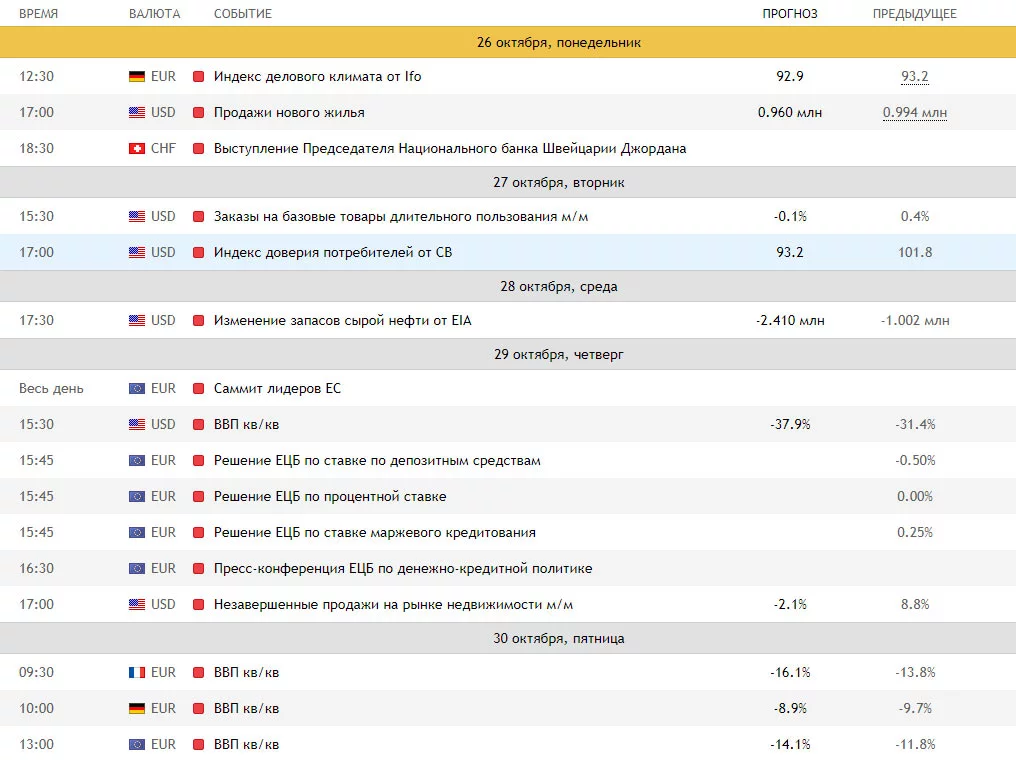 ВРЕМЯ ВАЛЮТА СОБЫТИЕ ПРОГНОЗ ПРЕДЫДУЩЕЕ
26 октября, понедельник
12:30 EUR Индекс делового климата от Ifo 92.9 93.2
17:00 USD Продажи нового жилья 0.960 млн 0.994 млн
18:30 CHF Выступление Председателя Национального банка Швейцарии Джордана
27 октября, вторник
15:30 USD Заказы на базовые товары длительного пользования м/м -0.1% 0.4%
17:00 USD Индекс доверия потребителей от CB 93.2 101.8
28 октября, среда
17:30 USD Изменение запасов сырой нефти от EIA -2.410 млн -1.002 млн
29 октября, четверг
Весь день EUR Саммит лидеров ЕС
15:30 USD ВВП кв/кв -37.9% -31.4%
15:45 EUR Решение ЕЦБ по ставке по депозитным средствам -0.50%
15:45 EUR Решение ЕЦБ по процентной ставке 0.00%
15:45 EUR Решение ЕЦБ по ставке маржевого кредитования 0.25%
16:30 EUR Пресс-конференция ЕЦБ по денежно-кредитной политике
17:00 USD Незавершенные продажи на рынке недвижимости м/м -2.1% 8.8%
30 октября, пятница
09:30 EUR ВВП кв/кв -16.1% -13.8%
10:00 EUR ВВП кв/кв -8.9% -9.7%
13:00 EUR ВВП кв/кв -14.1% -11.8%